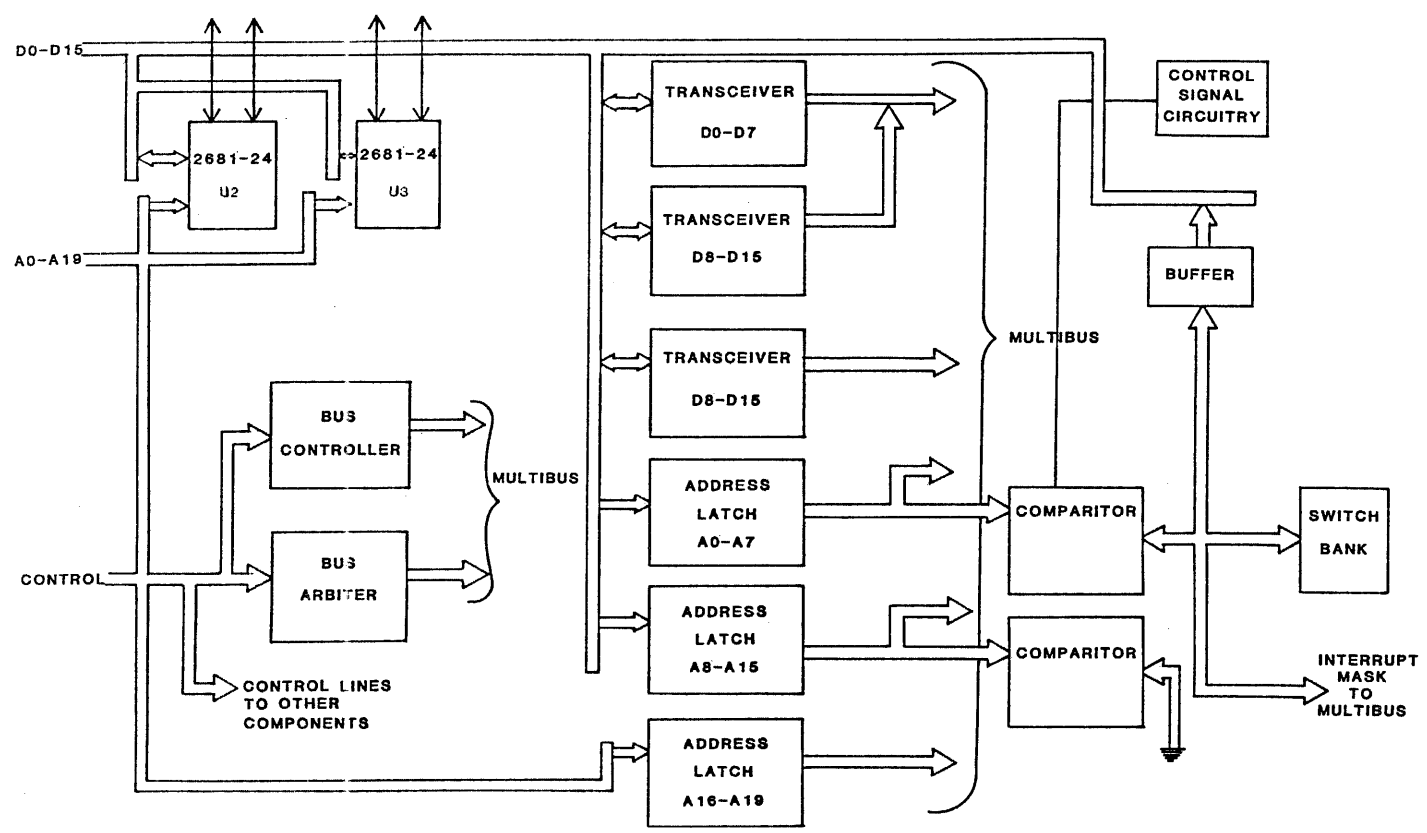 D0-D15
2681-24
U2
2681-24
U3
A0-A19
TRANSCEIVER
D0-D7
TRANSCEIVER
D8-D15
TRANSCEIVER
D8-D15
CONTROL
SIGNAL
CIRCUITRY
BUFFER
MULTIBUS
BUS
CONTROLLER
MULTIBUS
BUS
ARBITER
CONTROL
CONTROL LINES
TO OTHER
COMPONENTS
ADDRESS
LATCH
A0-A7
ADDRESS
LATCH
A8-A15
ADDRESS
LATCH
A16-A19
COMPARITOR
COMPARITOR
SWITCH
BANK
INTERRUPT
MASK
TO
MULTIBUS